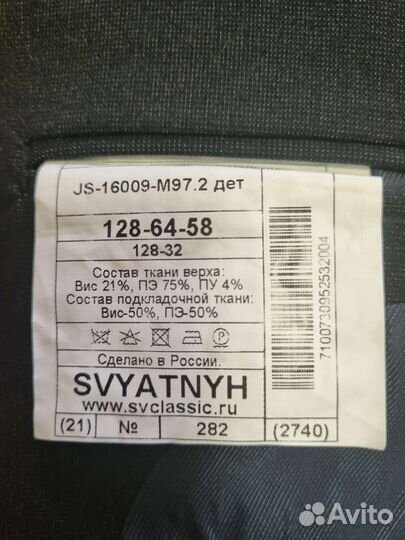 JS-16009-М97.2 дет
128-64-58
128-32
Состав ткани верха:
Вис 21%, ПЭ 75%, ПУ 4%
Состав подкладочной ткани:
Вис-50%, ПЭ-50%
Сделано в России.
SVYATNYH
www.svclassic.ru
(21) № 282 (2740)
7100730952532004
Avito